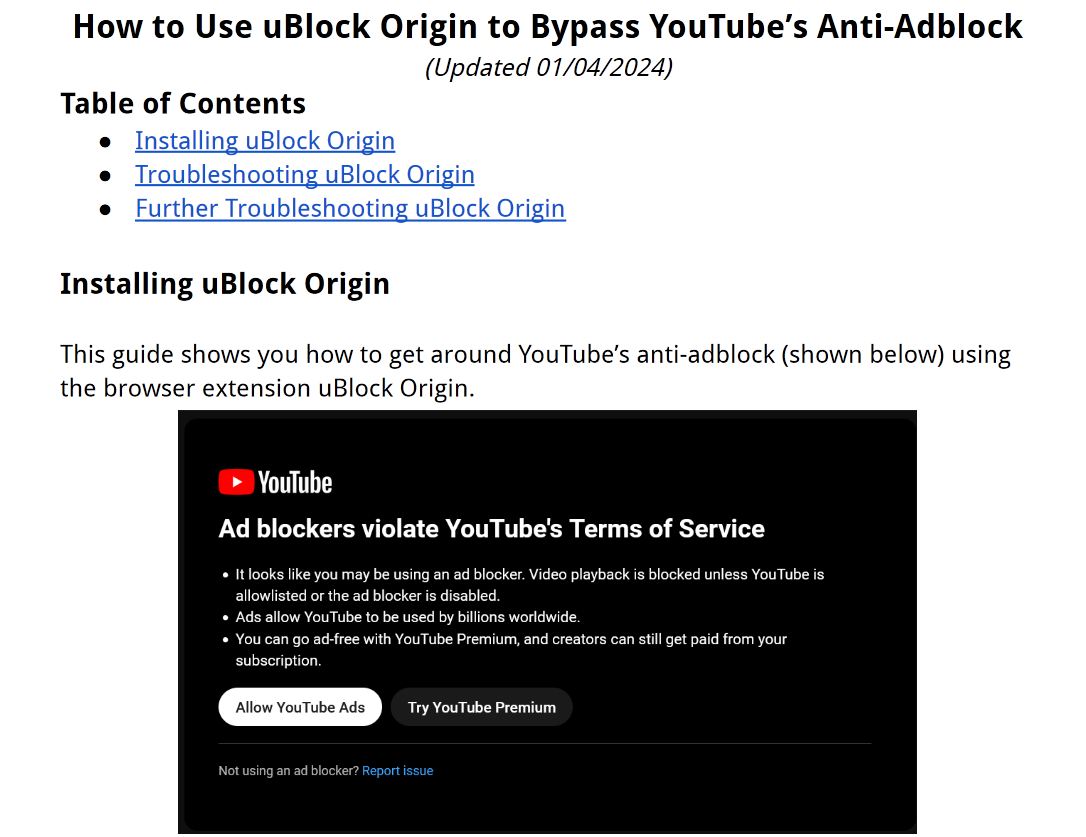 How to Use uBlock Origin to Bypass YouTube’s Anti-Adblock
(Updated 01/04/2024)
Table of Contents
● Installing uBlock Origin
● Troubleshooting uBlock Origin
● Further Troubleshooting uBlock Origin
Installing uBlock Origin
This guide shows you how to get around YouTube’s anti-adblock (shown below) using
the browser extension uBlock Origin.
YouTube
Ad blockers violate YouTube's Terms of Service
• It looks like you may be using an ad blocker. Video playback is blocked unless YouTube is
allowlisted or the ad blocker is disabled.
• Ads allow YouTube to be used by billions worldwide.
• You can go ad-free with YouTube Premium, and creators can still get paid from your
subscription.
Allow YouTube Ads Try YouTube Premium
Not using an ad blocker? Report issue